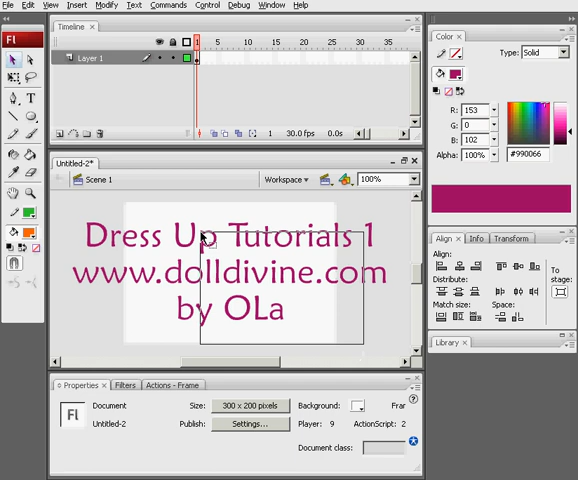 File Edit View Insert Modify Text Commands Control Debug Window Help
Timeline
1 5 10 15 20 25 30 35
Layer 1
1 30.0 fps 0.0s
Fl
Untitled-2*
Scene 1 Workspace 100%
Dress Up Tutorials 1
www.dolldivine.com
by OLa
Properties Filters Actions - Frame
Fl
Document Size: 300 x 200 pixels Background: Frar
Untitled-2 Publish: Settings... Player: 9 ActionScript: 2
Document class:
Color
Type: Solid
R: 153
G: 0
B: 102
Alpha: 100% #990066
Align Info Transform
Align:
Distribute:
Match size: Space:
To
stage:
Library